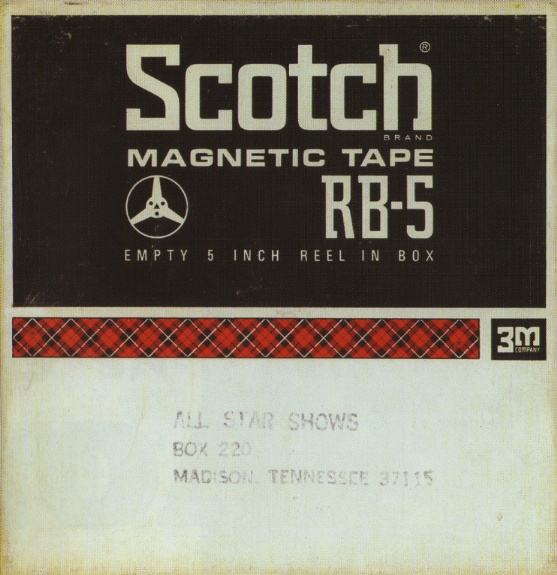 Scotch®
BRAND
MAGNETIC TAPE
RB-5
EMPTY 5 INCH REEL IN BOX
3M
COMPANY
ALL STAR SHOWS
BOX 220
MADISON, TENNESSEE 37115